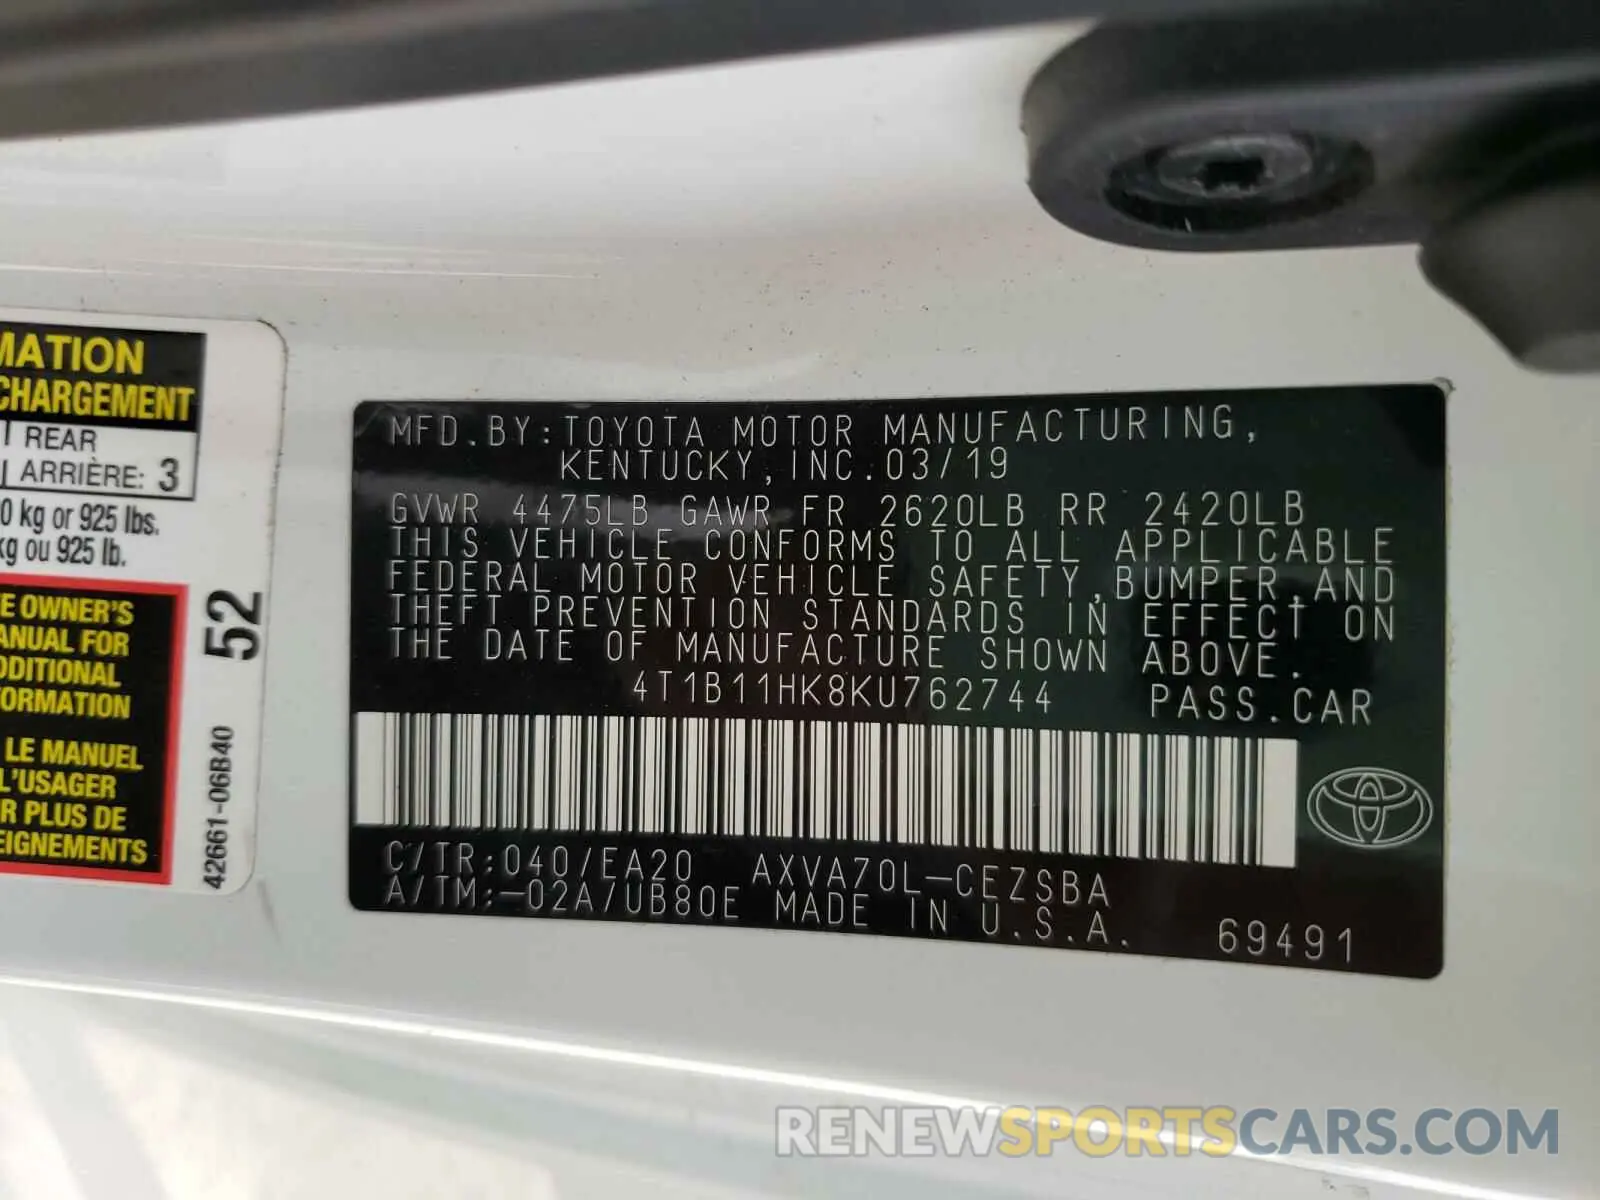 MATION
CHARGEMENT
REAR
ARRIÈRE: 3
0 kg or 925 lbs.
kg ou 925 lb.
E OWNER'S
ANUAL FOR
DDITIONAL
FORMATION
LE MANUEL
L'USAGER
R PLUS DE
EIGNEMENTS
52
42661-06B40
MFD.BY:TOYOTA MOTOR MANUFACTURING,
KENTUCKY,INC.03/19
GVWR 4475LB GAWR FR 2620LB RR 2420LB
THIS VEHICLE CONFORMS TO ALL APPLICABLE
FEDERAL MOTOR VEHICLE SAFETY,BUMPER,AND
THEFT PREVENTION STANDARDS IN EFFECT ON
THE DATE OF MANUFACTURE SHOWN ABOVE.
4T1B11HK8KU762744 PASS.CAR
C/TR:040/EA20 AXVA70L-CEZSBA
A/TM:-02A/UB80E MADE IN U.S.A. 69491
RENEWSPORTSCARS.COM